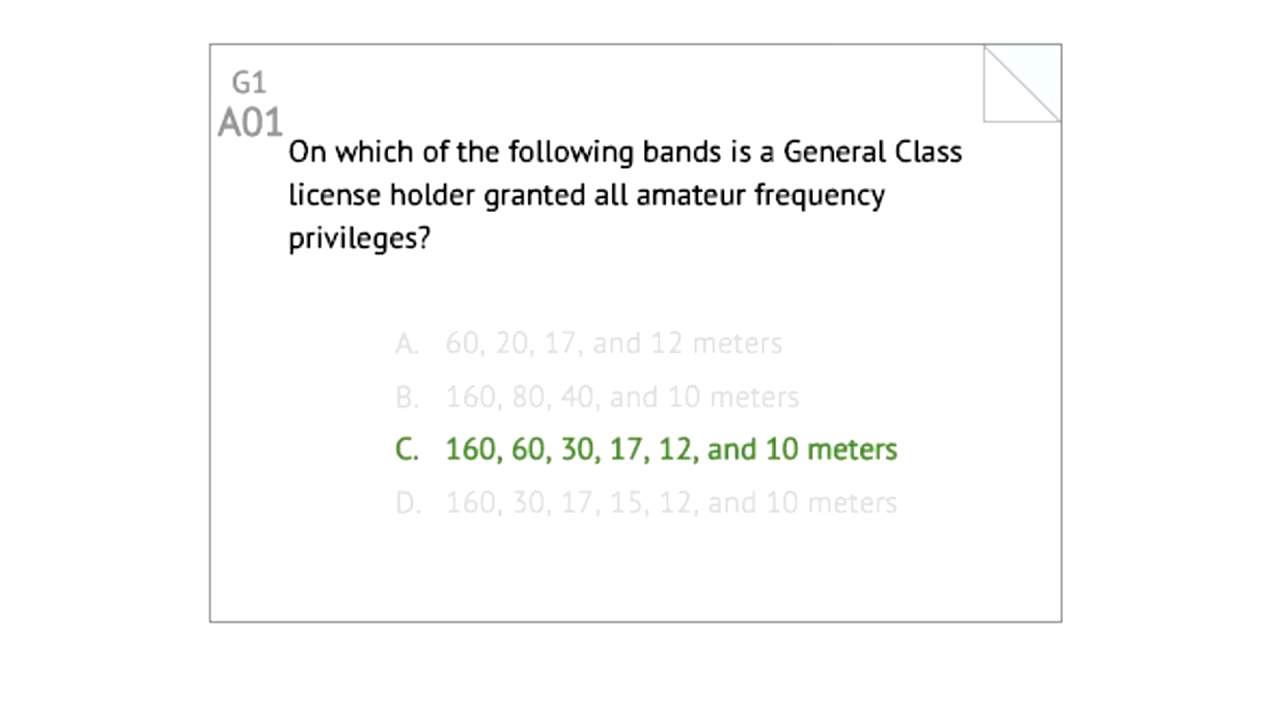 G1
A01
On which of the following bands is a General Class
license holder granted all amateur frequency
privileges?
A. 60, 20, 17, and 12 meters
B. 160, 80, 40, and 10 meters
C. 160, 60, 30, 17, 12, and 10 meters
D. 160, 30, 17, 15, 12, and 10 meters